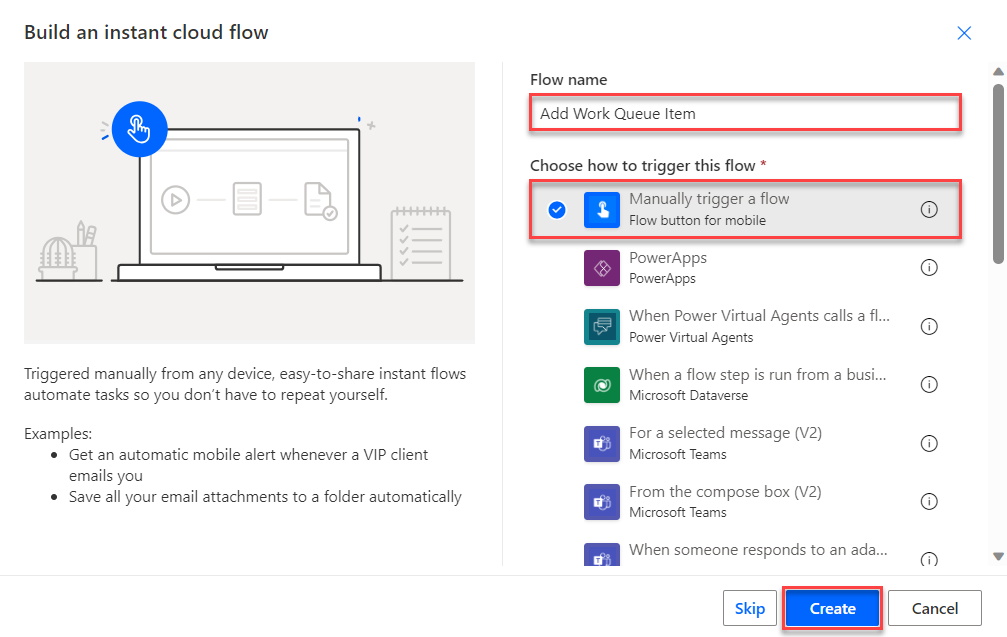 Build an instant cloud flow
Triggered manually from any device, easy-to-share instant flows
automate tasks so you don't have to repeat yourself.
Examples:
• Get an automatic mobile alert whenever a VIP client
emails you
• Save all your email attachments to a folder automatically
Flow name
Add Work Queue Item
Choose how to trigger this flow *
Manually trigger a flow
Flow button for mobile
PowerApps
PowerApps
When Power Virtual Agents calls a fl...
Power Virtual Agents
When a flow step is run from a busi...
Microsoft Dataverse
For a selected message (V2)
Microsoft Teams
From the compose box (V2)
Microsoft Teams
When someone responds to an ada...
Skip
Create
Cancel